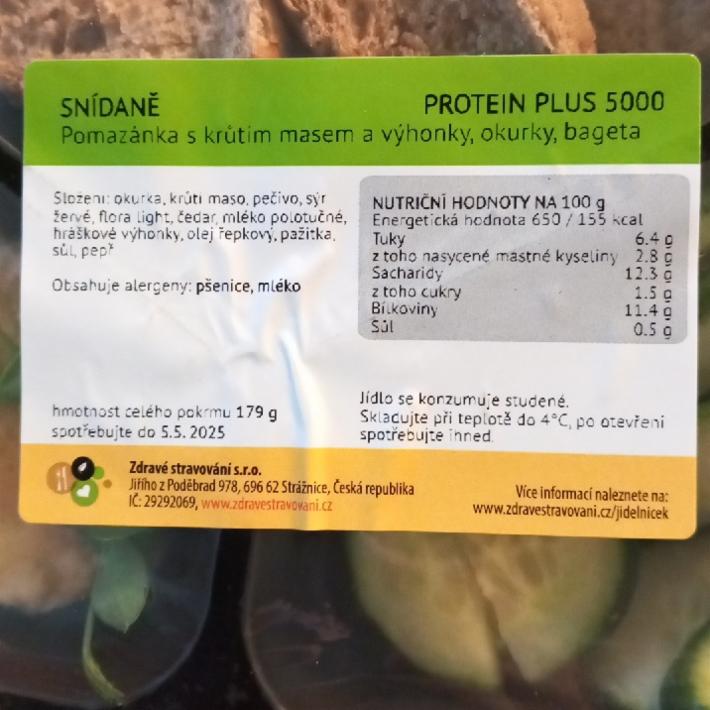 SNÍDANĚ
PROTEIN PLUS 5000
Pomazánka s krůtím masem a výhonky, okurky, bageta
Složení: okurka, krůtí maso, pečivo, sýr
žervé, flora light, čedar, mléko polotučné,
hráškové výhonky, olej řepkový, pažitka,
sůl, pepř
Obsahuje alergeny: pšenice, mléko
hmotnost celého pokrmu 179 g
spotřebujte do 5.5. 2025
NUTRIČNÍ HODNOTY NA 100 g
Energetická hodnota 650 / 155 kcal
Tuky 6.4 g
z toho nasycené mastné kyseliny 2.8 g
Sacharidy 12.3 g
z toho cukry 1.5 g
Bílkoviny 11.4 g
Sůl 0.5 g
Jídlo se konzumuje studené.
Skladujte při teplotě do 4°C, po otevření
spotřebujte ihned.
Zdravé stravování s.r.o.
Jiřího z Poděbrad 978, 696 62 Strážnice, Česká republika
IČ: 29292069, www.zdravestravovani.cz
Více informací naleznete na:
www.zdravestravovani.cz/jidelnicek